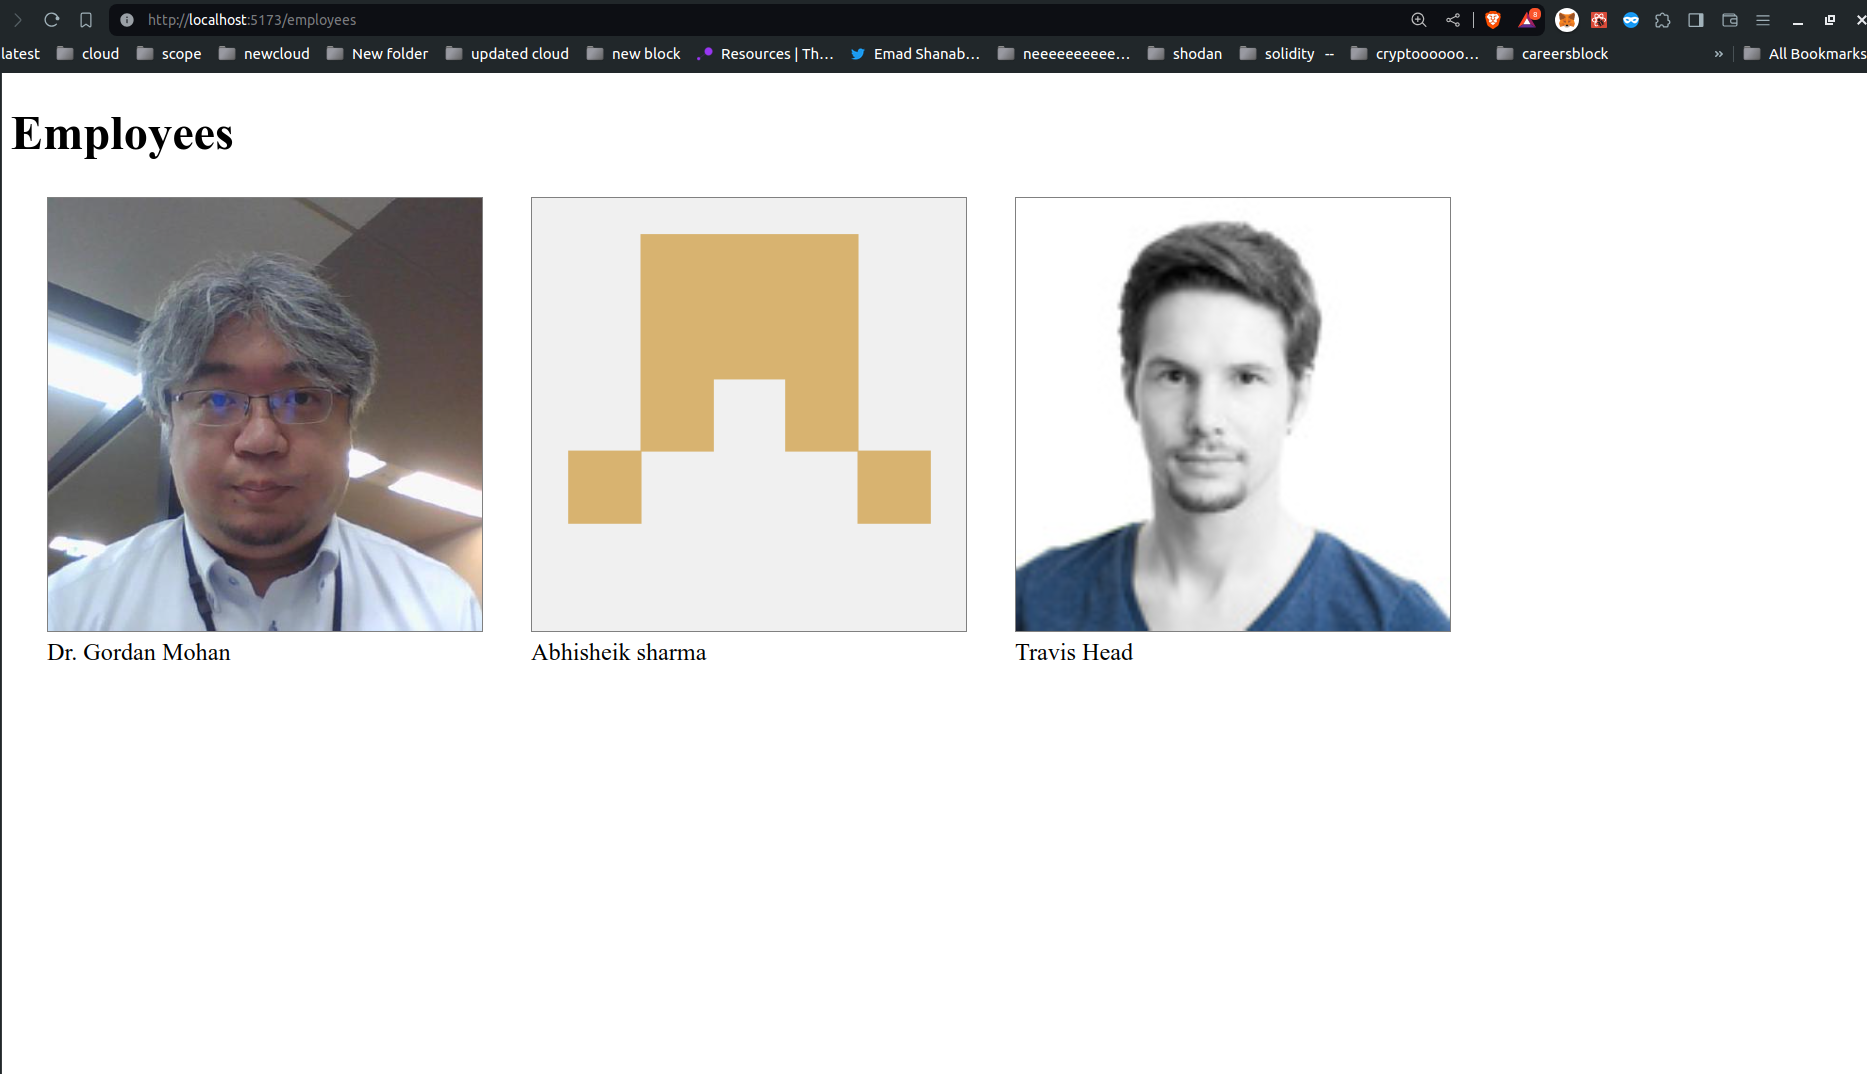 http://localhost:5173/employees
8
latest cloud scope newcloud New folder updated cloud new block Resources | Th... Emad Shanab... neeeeeeeeee... shodan solidity -- cryptoooooo... careersblock » All Bookmarks
Employees
Dr. Gordan Mohan Abhisheik sharma Travis Head